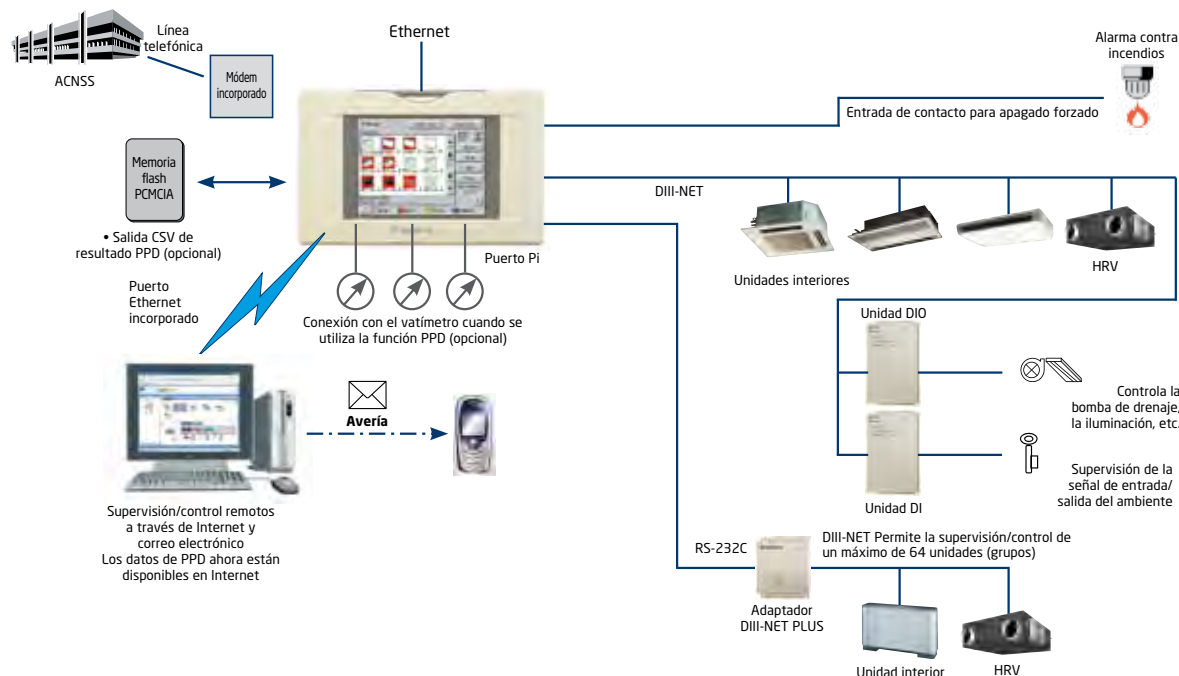 Línea
telefónica
ACNSS
Módem
incorporado
Ethernet
Alarma contra
incendios
Entrada de contacto para apagado forzado
Memoria
flash
PCMCIA
• Salida CSV de
resultado PPD (opcional)
DIII-NET
Unidades interiores
HRV
Puerto Pi
Puerto
Ethernet
incorporado
Conexión con el vatímetro cuando se
utiliza la función PPD (opcional)
Unidad DIO
Controla la
bomba de drenaje,
la iluminación, etc.
Avería
Unidad DI
Supervisión de la
señal de entrada/
salida del ambiente
Supervisión/control remotos
a través de Internet y
correo electrónico
Los datos de PPD ahora están
disponibles en Internet
RS-232C
DIII-NET Permite la supervisión/control de
un máximo de 64 unidades (grupos)
Adaptador
DIII-NET PLUS
Unidad interior
HRV